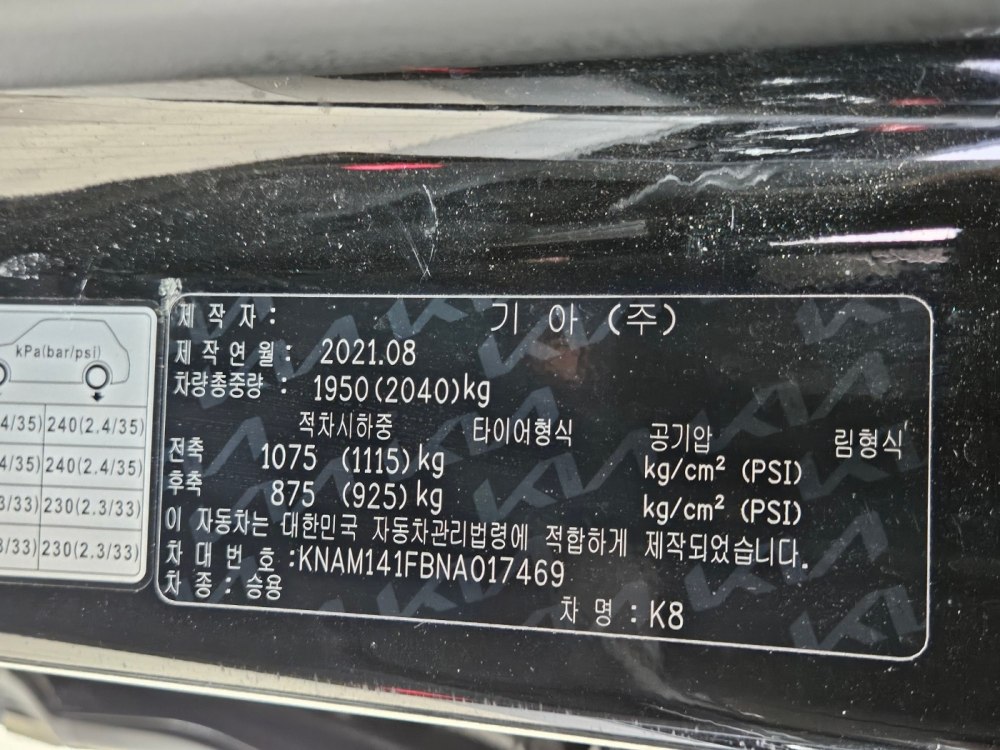 제 작 자 : 기 아 (주)
제 작 연 월 : 2021.08
차량총중량 : 1950(2040)kg
적차시하중 타이어형식 공기압 림형식
전축 1075 (1115)kg kg/cm² (PSI)
후축 875 (925)kg kg/cm² (PSI)
이 자동차는 대한민국 자동차관리법령에 적합하게 제작되었습니다.
차 대 번 호 :KNAM141FBNA017469
차 종 : 승용
차 명 : K8
kPa(bar/psi)
.4/35) 240(2.4/35)
.4/35) 240(2.4/35)
.3/33) 230(2.3/33)
.3/33) 230(2.3/33)